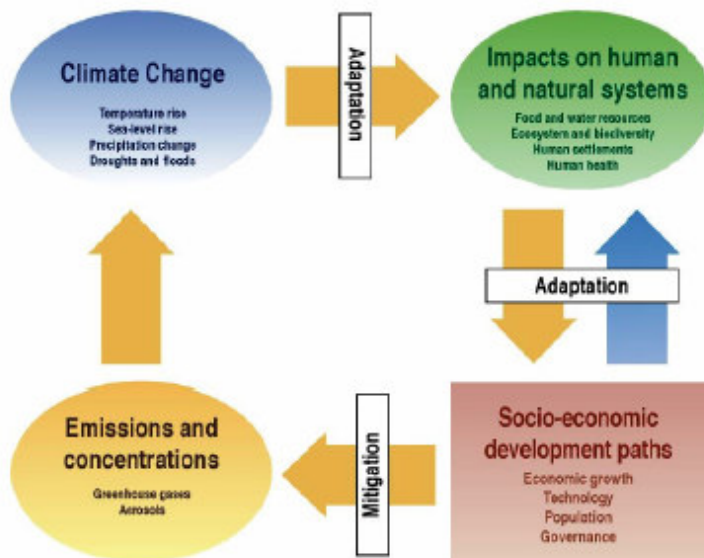 Climate Change
Temperature rise
Sea-level rise
Precipitation change
Droughts and floods
Adaptation
Impacts on human
and natural systems
Food and water resources
Ecosystem and biodiversity
Human settlements
Human health
Adaptation
Emissions and
concentrations
Greenhouse gases
Aerosols
Mitigation
Socio-economic
development paths
Economic growth
Technology
Population
Governance